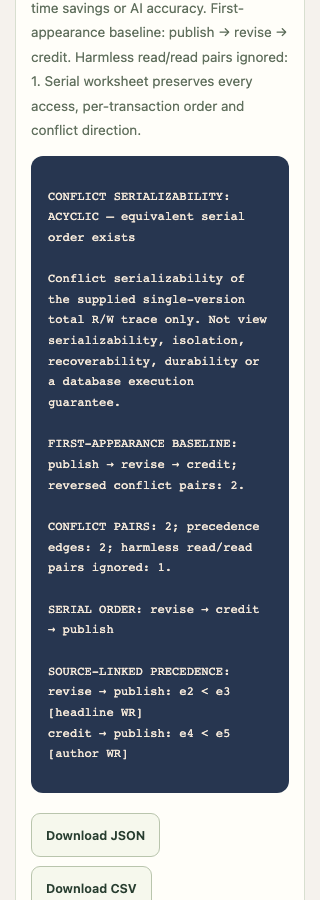 time savings or AI accuracy. First-
appearance baseline: publish → revise →
credit. Harmless read/read pairs ignored:
1. Serial worksheet preserves every
access, per-transaction order and
conflict direction.
CONFLICT SERIALIZABILITY:
ACYCLIC — equivalent serial
order exists
Conflict serializability of
the supplied single-version
total R/W trace only. Not view
serializability, isolation,
recoverability, durability or
a database execution
guarantee.
FIRST-APPEARANCE BASELINE:
publish → revise → credit;
reversed conflict pairs: 2.
CONFLICT PAIRS: 2; precedence
edges: 2; harmless read/read
pairs ignored: 1.
SERIAL ORDER: revise → credit
→ publish
SOURCE-LINKED PRECEDENCE:
revise → publish: e2 < e3
[headline WR]
credit → publish: e4 < e5
[author WR]
Download JSON
Download CSV